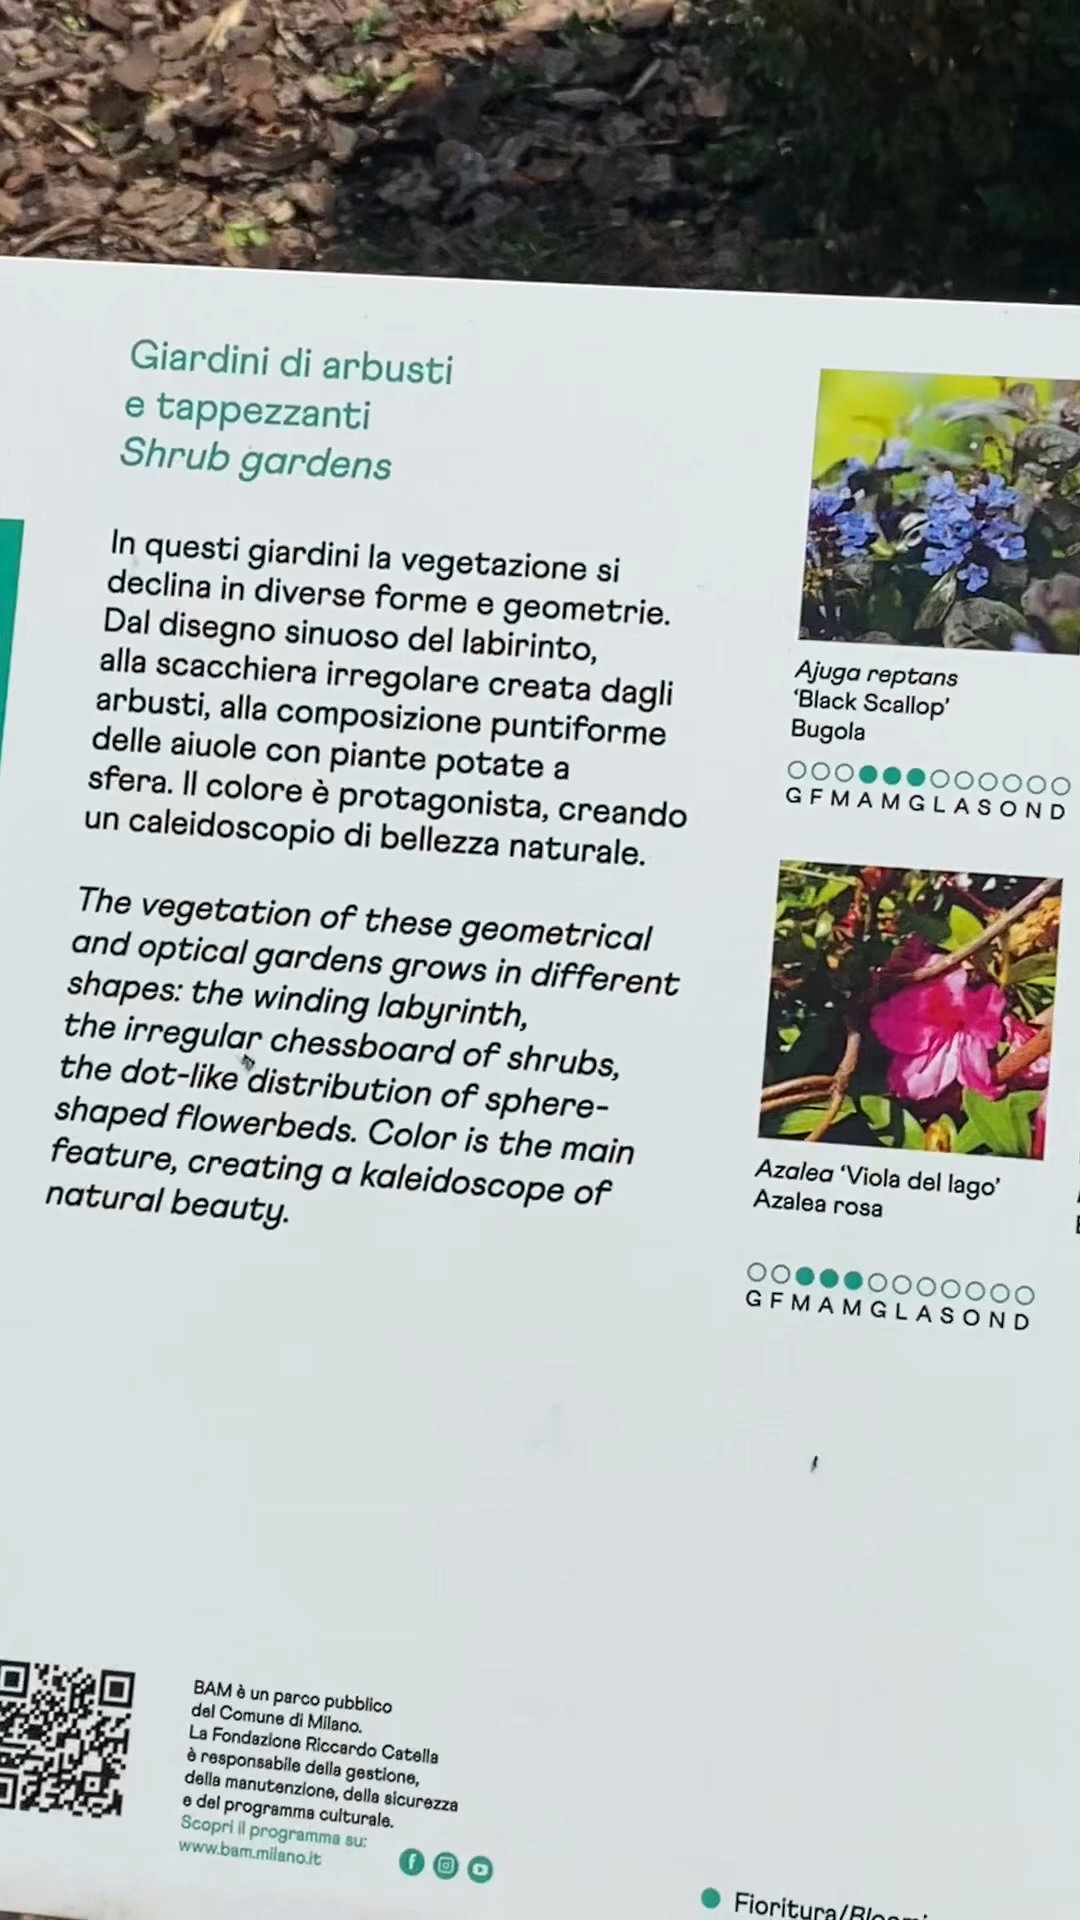 Giardini di arbusti
e tappezzanti
Shrub gardens
In questi giardini la vegetazione si
declina in diverse forme e geometrie.
Dal disegno sinuoso del labirinto,
alla scacchiera irregolare creata dagli
arbusti, alla composizione puntiforme
delle aiuole con piante potate a
sfera. Il colore è protagonista, creando
un caleidoscopio di bellezza naturale.
The vegetation of these geometrical
and optical gardens grows in different
shapes: the winding labyrinth,
the irregular chessboard of shrubs,
the dot-like distribution of sphere-
shaped flowerbeds. Color is the main
feature, creating a kaleidoscope of
natural beauty.
Ajuga reptans
‘Black Scallop’
Bugola
G F M A M G L A S O N D
Azalea ‘Viola del lago’
Azalea rosa
G F M A M G L A S O N D
BAM è un parco pubblico
del Comune di Milano.
La Fondazione Riccardo Catella
è responsabile della gestione,
della manutenzione, della sicurezza
e del programma culturale.
Scopri il programma su:
www.bam.milano.it
Fioritura/